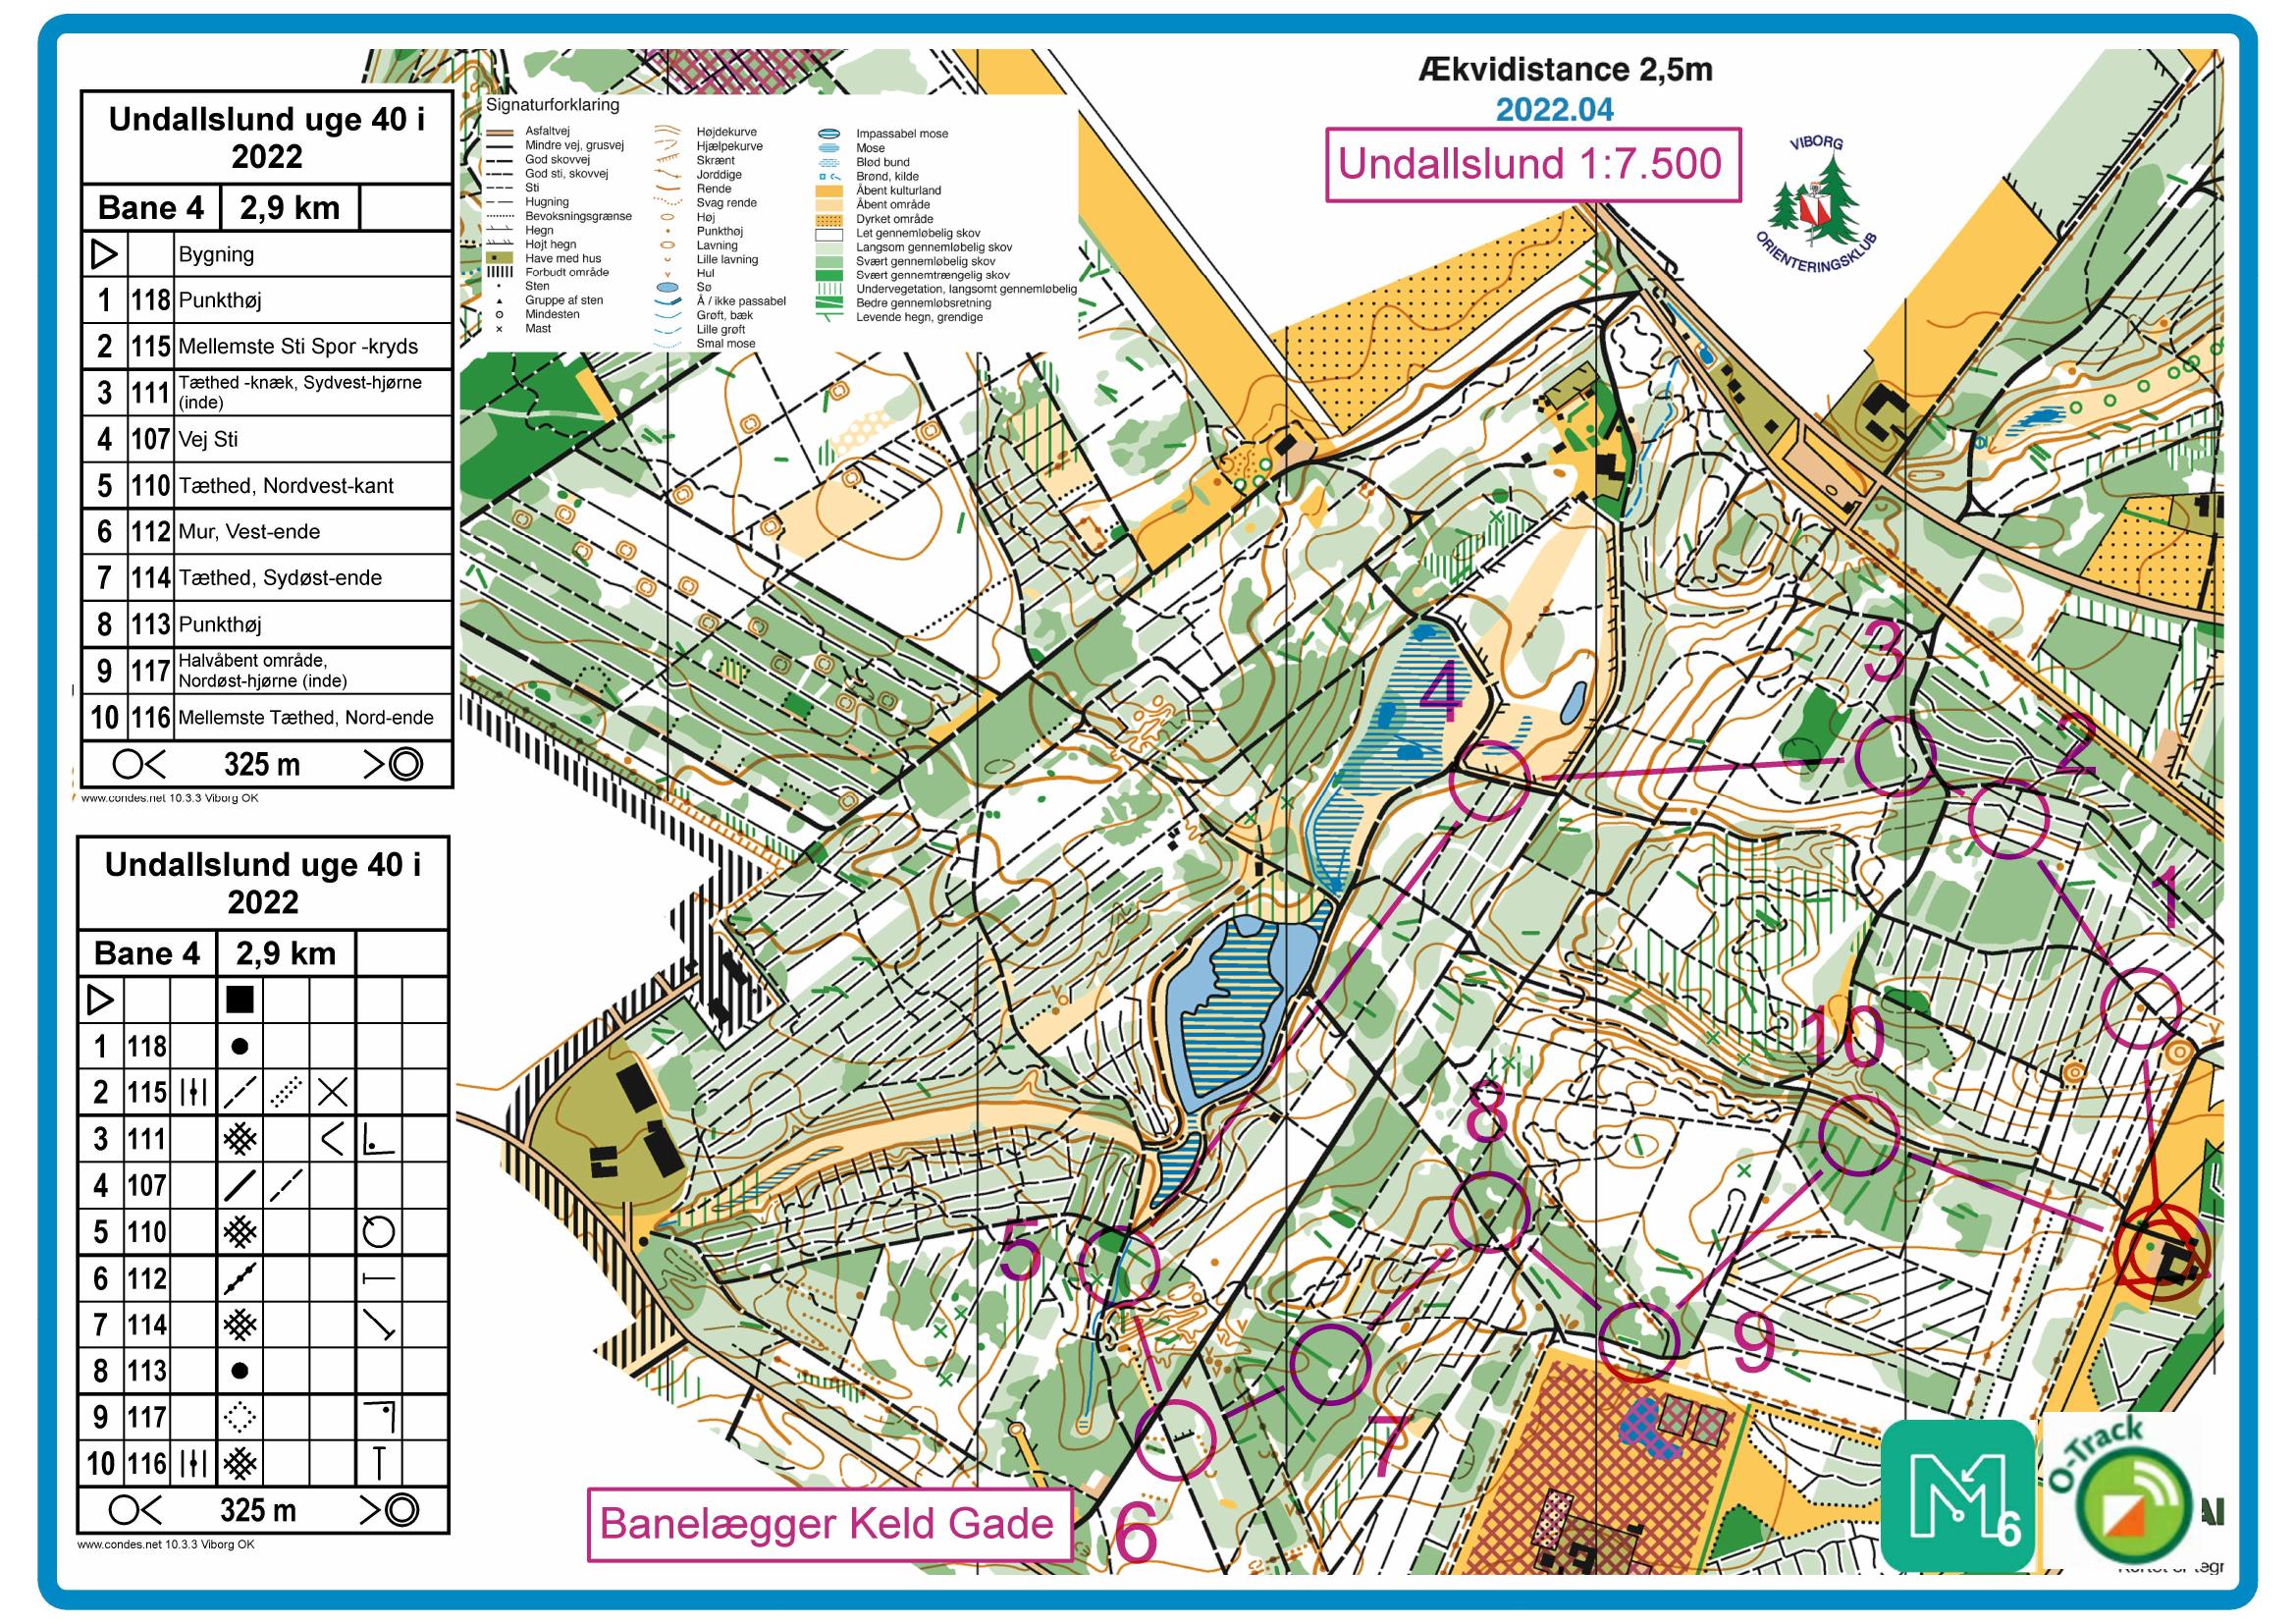 Undallslund uge 40 i
2022
Bane 4 2,9 km
Bygning
1 118 Punkthøj
2 115 Mellemste Sti Spor -kryds
3 111 Tæthed -knæk, Sydvest-hjørne
(inde)
4 107 Vej Sti
5 110 Tæthed, Nordvest-kant
6 112 Mur, Vest-ende
7 114 Tæthed, Sydøst-ende
8 113 Punkthøj
9 117 Halvåbent område,
Nordøst-hjørne (inde)
10 116 Mellemste Tæthed, Nord-ende
325 m
www.condes.net 10.3.3 Viborg OK
Undallslund uge 40 i
2022
Bane 4 2,9 km
1 118
2 115
3 111
4 107
5 110
6 112
7 114
8 113
9 117
10 116
325 m
www.condes.net 10.3.3 Viborg OK
Signaturforklaring
Asfaltvej
Mindre vej, grusvej
God skovvej
God sti, skovvej
Sti
Hugning
Bevoksningsgrænse
Hegn
Højt hegn
Have med hus
Forbudt område
Sten
Gruppe af sten
Mindesten
Mast
Højdekurve
Hjælpekurve
Skrænt
Jorddige
Rende
Svag rende
Høj
Punkthøj
Lavning
Lille lavning
Hul
Sø
Å / ikke passabel
Grøft, bæk
Lille grøft
Smal mose
Impassabel mose
Mose
Blød bund
Brønd, kilde
Åbent kulturland
Åbent område
Dyrket område
Let gennemløbelig skov
Langsom gennemløbelig skov
Svært gennemløbelig skov
Svært gennemtrængelig skov
Undervegetation, langsomt gennemløbelig
Bedre gennemløbsretning
Levende hegn, grendige
Ækvidistance 2,5m
2022.04
Undallslund 1:7.500
VIBORG
ORIENTERINGSKLUB
3
4
2
1
10
8
5
9
7
6
Banelægger Keld Gade
M6
O-Track